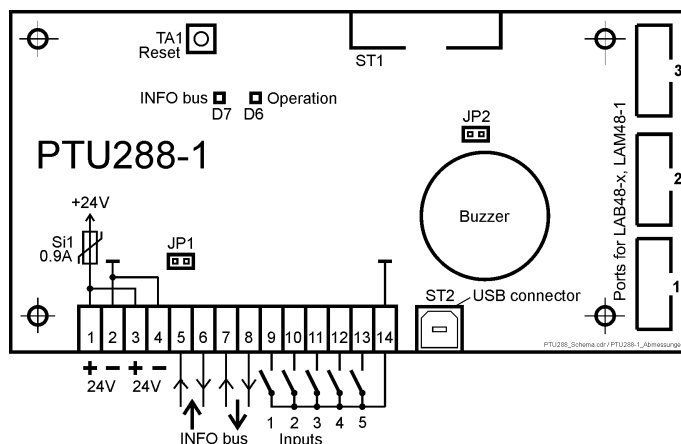 TA1
Reset
ST1
3
INFO bus
D7
D6
Operation
JP2
PTU288-1
2
Buzzer
Ports for LAB48-x, LAM48-1
+24V
Si1
0.9A
JP1
1
ST2
USB connector
1 2 3 4 5 6 7 8 9 10 11 12 13 14
PTU288_Schema.cdr / PTU288-1_Abmessunge
+ − + −
24V 24V
1 2 3 4 5
INFO bus
Inputs